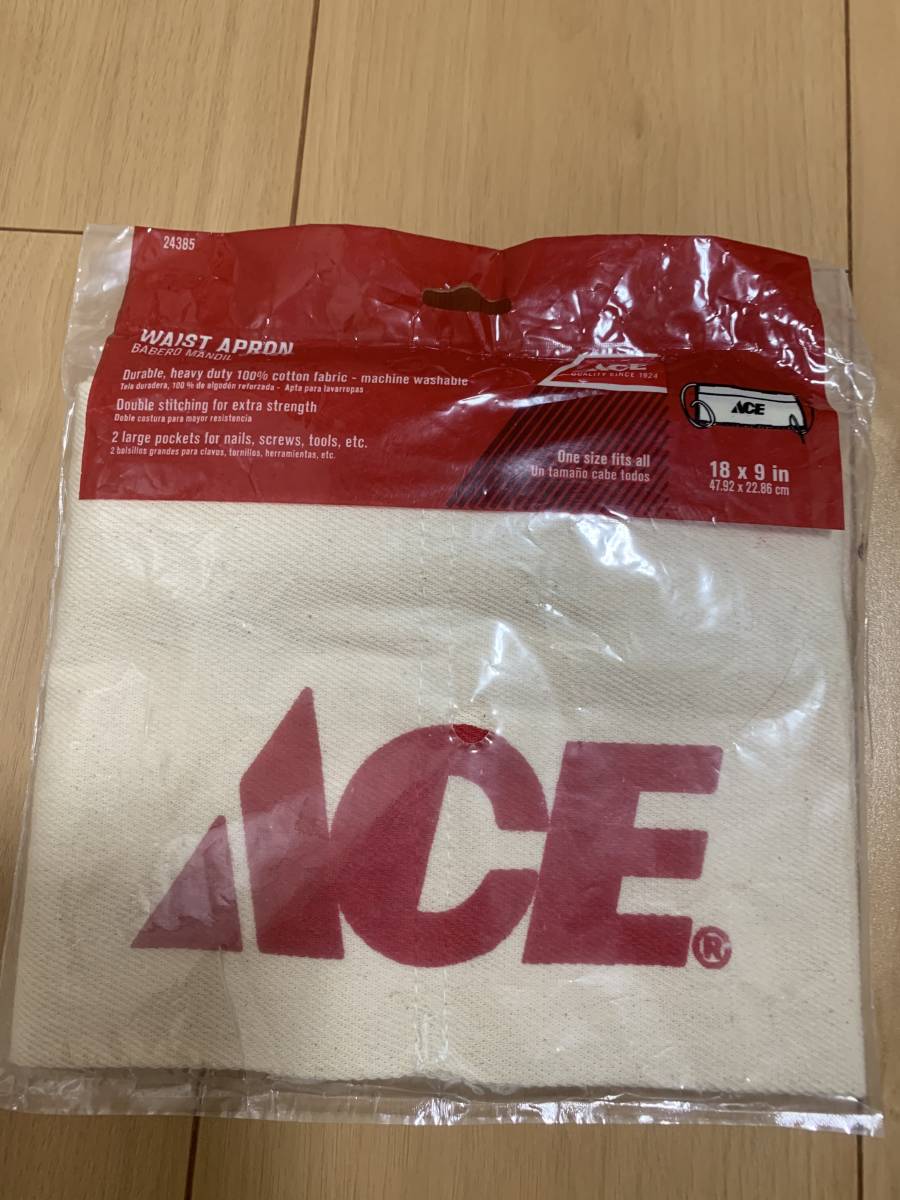 24385
WAIST APRON
BABERO MANDIL
Durable, heavy duty 100% cotton fabric - machine washable
Tela duradera, 100 % de algodón reforzada - Apta para lavarropas
Double stitching for extra strength
Doble costura para mayor resistencia
2 large pockets for nails, screws, tools, etc.
2 bolsillos grandes para clavos, tornillos, herramientas, etc.
ACE
QUALITY SINCE 1924
One size fits all
Un tamaño cabe todos
ACE
18 x 9 in
47.92 x 22.86 cm
ACE®